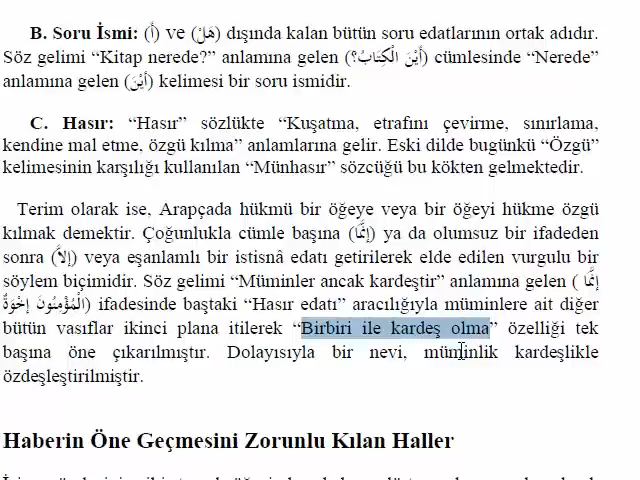 B. Soru İsmi: (أَ) ve (هَلْ) dışında kalan bütün soru edatlarının ortak adıdır.
Söz gelimi “Kitap nerede?” anlamına gelen (أَيْنَ الْكِتَابُ؟) cümlesinde “Nerede”
anlamına gelen (أَيْنَ) kelimesi bir soru ismidir.
C. Hasır: “Hasır” sözlükte “Kuşatma, etrafını çevirme, sınırlama,
kendine mal etme, özgü kılma” anlamlarına gelir. Eski dilde bugünkü “Özgü”
kelimesinin karşılığı kullanılan “Münhasır” sözcüğü bu kökten gelmektedir.
Terim olarak ise, Arapçada hükmü bir öğeye veya bir öğeyi hükme özgü
kılmak demektir. Çoğunlukla cümle başına (إِنَّمَا) ya da olumsuz bir ifadeden
sonra (إِلاَّ) veya eşanlamlı bir istisnâ edatı getirilerek elde edilen vurgulu bir
söylem biçimidir. Söz gelimi “Müminler ancak kardeştir” anlamına gelen ( إِنَّمَا
الْمُؤْمِنُونَ إِخْوَةٌ) ifadesinde baştaki “Hasır edatı” aracılığıyla müminlere ait diğer
bütün vasıflar ikinci plana itilerek “Birbiri ile kardeş olma” özelliği tek
başına öne çıkarılmıştır. Dolayısıyla bir nevi, müminlik kardeşlikle
özdeşleştirilmiştir.
Haberin Öne Geçmesini Zorunlu Kılan Haller